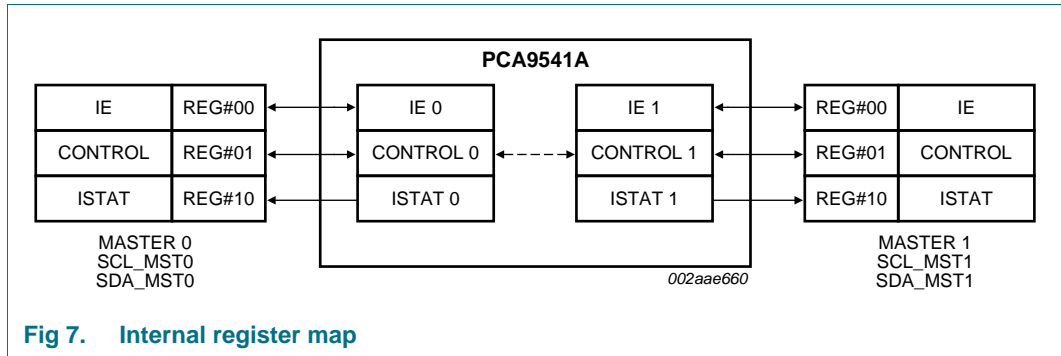 PCA9541A
IE REG#00 IE 0 IE 1 REG#00 IE
CONTROL REG#01 CONTROL 0 CONTROL 1 REG#01 CONTROL
ISTAT REG#10 ISTAT 0 ISTAT 1 REG#10 ISTAT
MASTER 0 MASTER 1
SCL_MST0 SCL_MST1
SDA_MST0 002aae660 SDA_MST1
Fig 7. Internal register map